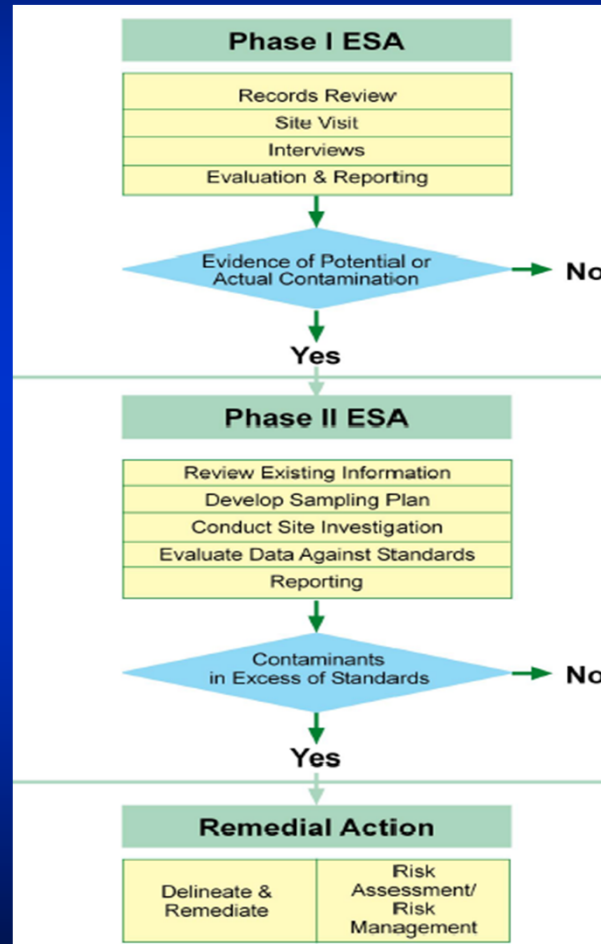 Phase I ESA
Records Review
Site Visit
Interviews
Evaluation & Reporting
Evidence of Potential or
Actual Contamination
No
Yes
Phase II ESA
Review Existing Information
Develop Sampling Plan
Conduct Site Investigation
Evaluate Data Against Standards
Reporting
Contaminants
in Excess of Standards
No
Yes
Remedial Action
Delineate &
Remediate
Risk
Assessment/
Risk
Management